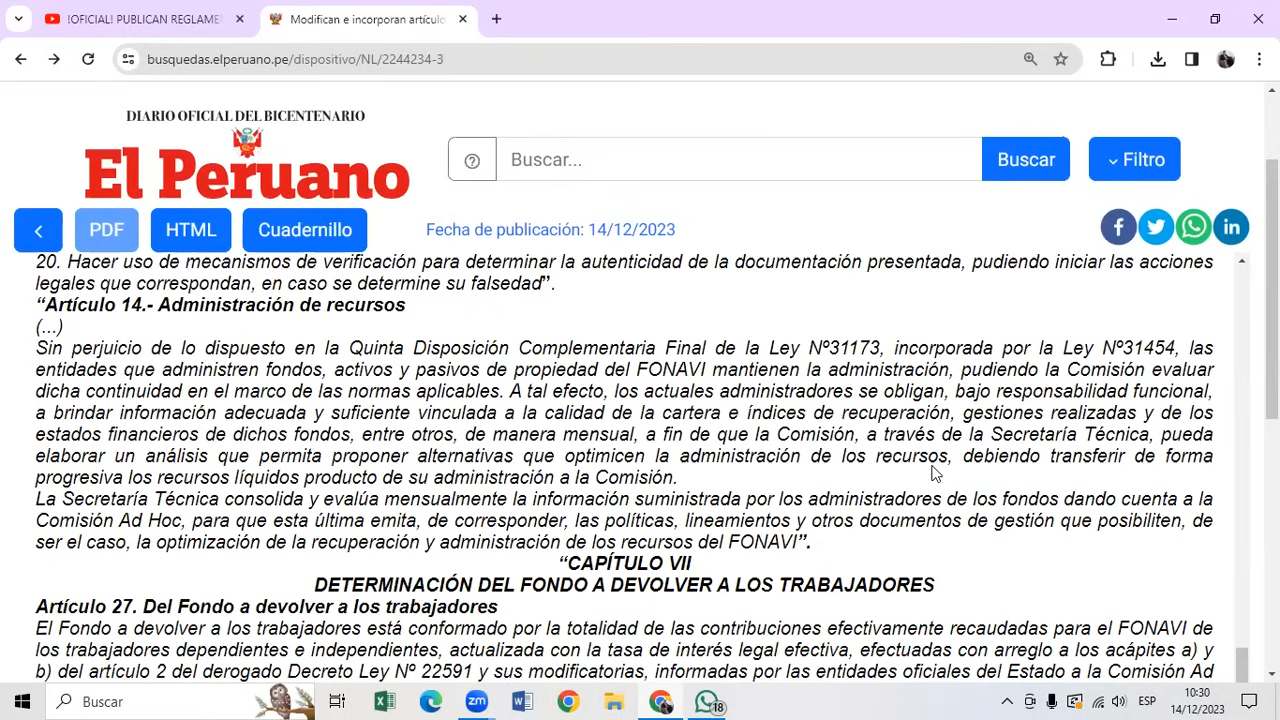 !OFICIAL! PUBLICAN REGLAMEN
Modifican e incorporan artículo
busquedas.elperuano.pe/dispositivo/NL/2244234-3
DIARIO OFICIAL DEL BICENTENARIO
El Peruano
Buscar...
Buscar
Filtro
PDF
HTML
Cuadernillo
Fecha de publicación: 14/12/2023
20. Hacer uso de mecanismos de verificación para determinar la autenticidad de la documentación presentada, pudiendo iniciar las acciones
legales que correspondan, en caso se determine su falsedad”.
“Artículo 14.- Administración de recursos
(...)
Sin perjuicio de lo dispuesto en la Quinta Disposición Complementaria Final de la Ley Nº31173, incorporada por la Ley Nº31454, las
entidades que administren fondos, activos y pasivos de propiedad del FONAVI mantienen la administración, pudiendo la Comisión evaluar
dicha continuidad en el marco de las normas aplicables. A tal efecto, los actuales administradores se obligan, bajo responsabilidad funcional,
a brindar información adecuada y suficiente vinculada a la calidad de la cartera e índices de recuperación, gestiones realizadas y de los
estados financieros de dichos fondos, entre otros, de manera mensual, a fin de que la Comisión, a través de la Secretaría Técnica, pueda
elaborar un análisis que permita proponer alternativas que optimicen la administración de los recursos, debiendo transferir de forma
progresiva los recursos líquidos producto de su administración a la Comisión.
La Secretaría Técnica consolida y evalúa mensualmente la información suministrada por los administradores de los fondos dando cuenta a la
Comisión Ad Hoc, para que esta última emita, de corresponder, las políticas, lineamientos y otros documentos de gestión que posibiliten, de
ser el caso, la optimización de la recuperación y administración de los recursos del FONAVI”.
“CAPÍTULO VII
DETERMINACIÓN DEL FONDO A DEVOLVER A LOS TRABAJADORES
Artículo 27. Del Fondo a devolver a los trabajadores
El Fondo a devolver a los trabajadores está conformado por la totalidad de las contribuciones efectivamente recaudadas para el FONAVI de
los trabajadores dependientes e independientes, actualizada con la tasa de interés legal efectiva, efectuadas con arreglo a los acápites a) y
b) del artículo 2 del derogado Decreto Ley Nº 22591 y sus modificatorias, informadas por las entidades oficiales del Estado a la Comisión Ad
Buscar
18
ESP
10:30
14/12/2023